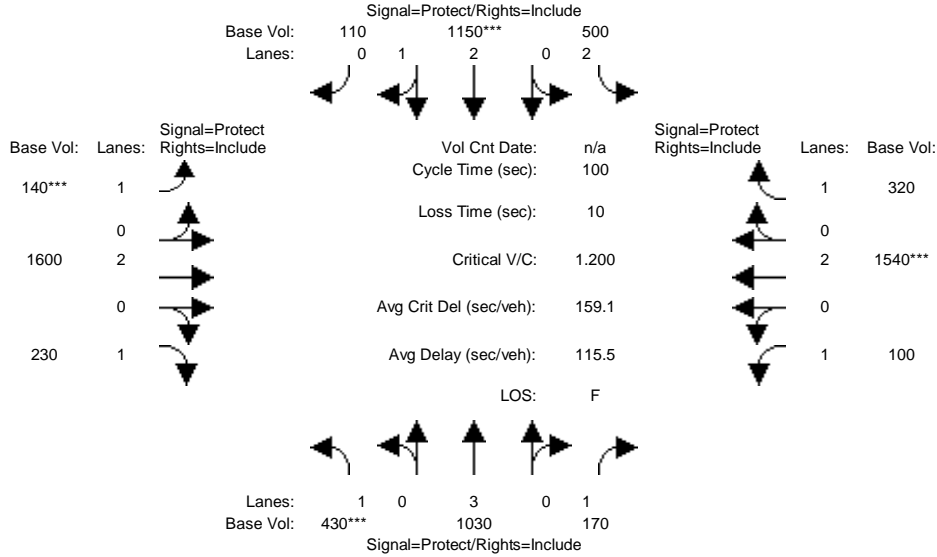 Signal=Protect/Rights=Include
Base Vol: 110 1150*** 500
Lanes: 0 1 2 0 2
Signal=Protect
Base Vol: Lanes: Rights=Include
Vol Cnt Date: n/a
Signal=Protect
Rights=Include Lanes: Base Vol:
Cycle Time (sec): 100
140*** 1
1 320
Loss Time (sec): 10
0
0
1600 2
Critical V/C: 1.200
2 1540***
0
Avg Crit Del (sec/veh): 159.1
0
230 1
Avg Delay (sec/veh): 115.5
1 100
LOS: F
Lanes: 1 0 3 0 1
Base Vol: 430*** 1030 170
Signal=Protect/Rights=Include